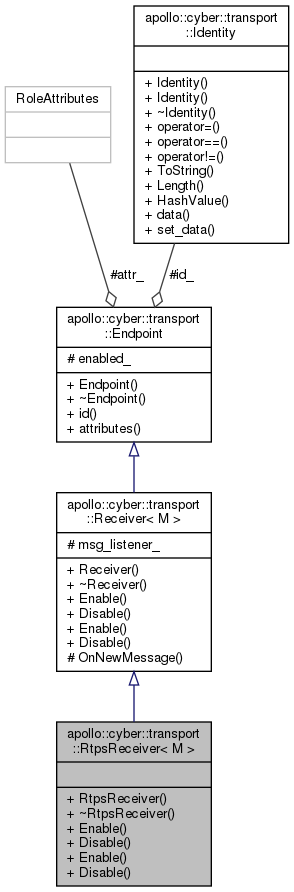 apollo::cyber::transport
::Identity
+ Identity()
+ Identity()
+ ~Identity()
+ operator=()
+ operator==()
+ operator!=()
+ ToString()
+ Length()
+ HashValue()
+ data()
+ set_data()
RoleAttributes
#attr_
#id_
apollo::cyber::transport
::Endpoint
# enabled_
+ Endpoint()
+ ~Endpoint()
+ id()
+ attributes()
apollo::cyber::transport
::Receiver< M >
# msg_listener_
+ Receiver()
+ ~Receiver()
+ Enable()
+ Disable()
+ Enable()
+ Disable()
# OnNewMessage()
apollo::cyber::transport
::RtpsReceiver< M >
+ RtpsReceiver()
+ ~RtpsReceiver()
+ Enable()
+ Disable()
+ Enable()
+ Disable()